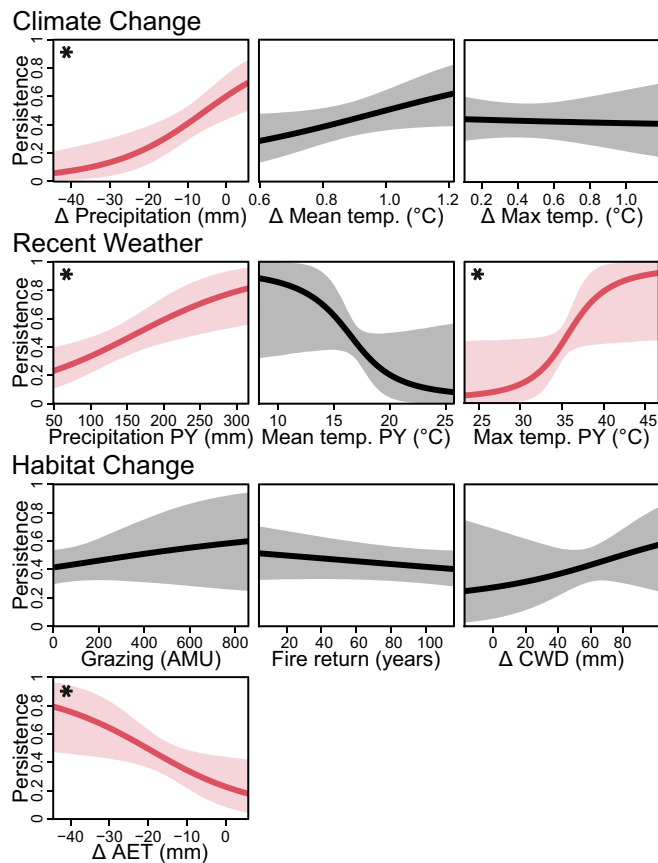 Climate Change
*
Persistence
0 0.2 0.4 0.6 0.8 1
−40 −30 −20 −10 0
Δ Precipitation (mm)
0.6 0.8 1.0 1.2
Δ Mean temp. (°C)
0.2 0.4 0.6 0.8 1.0
Δ Max temp. (°C)
Recent Weather
*
*
Persistence
0 0.2 0.4 0.6 0.8 1
50 100 150 200 250 300
Precipitation PY (mm)
10 15 20 25
Mean temp. PY (°C)
25 30 35 40 45
Max temp. PY (°C)
Habitat Change
Persistence
0 0.2 0.4 0.6 0.8 1
0 200 400 600 800
Grazing (AMU)
20 40 60 80 100
Fire return (years)
0 20 40 60 80
Δ CWD (mm)
*
Persistence
0 0.2 0.4 0.6 0.8 1
−40 −30 −20 −10 0
Δ AET (mm)